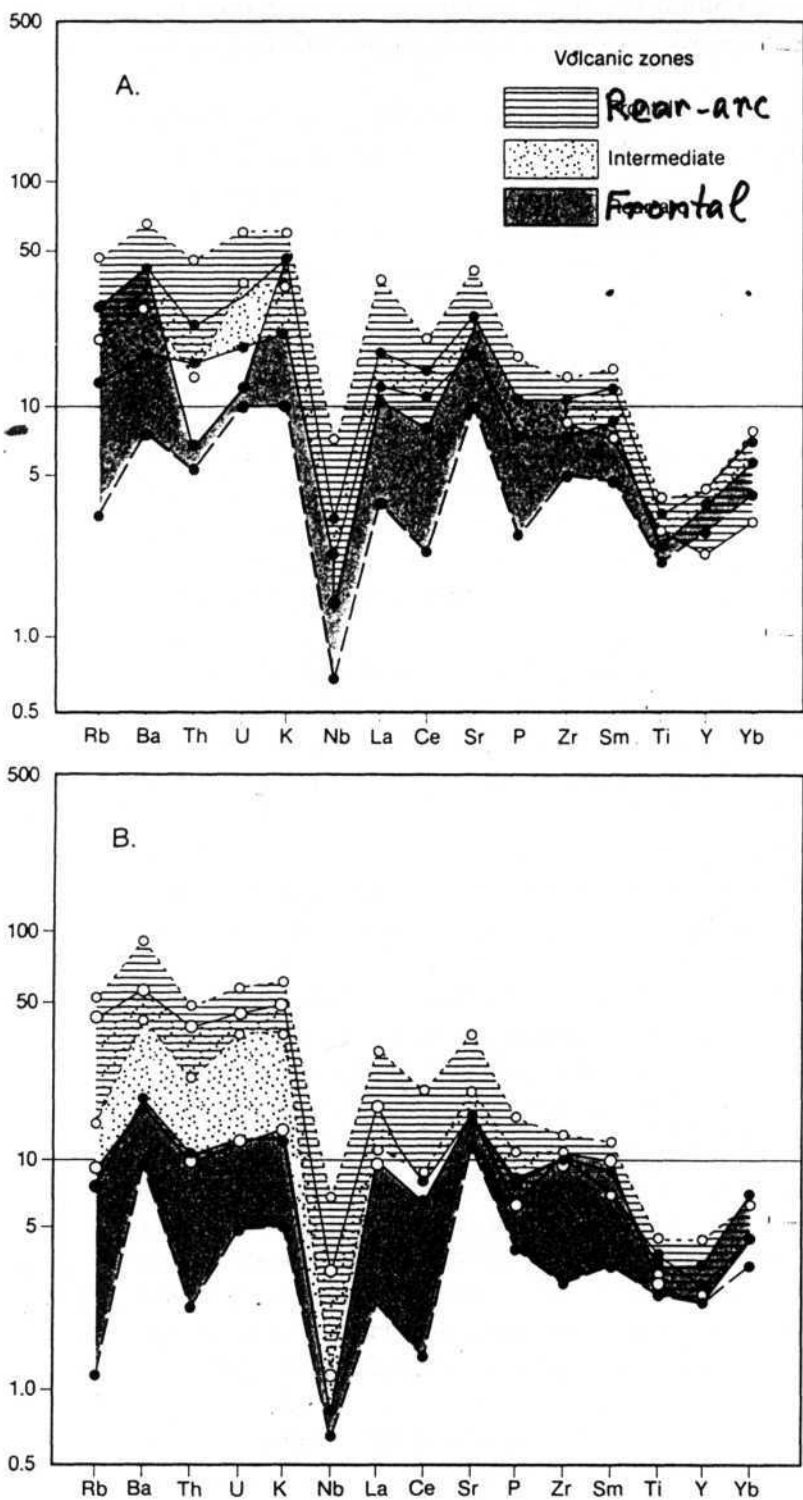 500
A.
Volcanic zones
Rear-arc
Intermediate
Frontal
100
50
10
5
1.0
0.5
Rb Ba Th U K Nb La Ce Sr P Zr Sm Ti Y Yb
500
B.
100
50
10
5
1.0
0.5
Rb Ba Th U K Nb La Ce Sr P Zr Sm Ti Y Yb